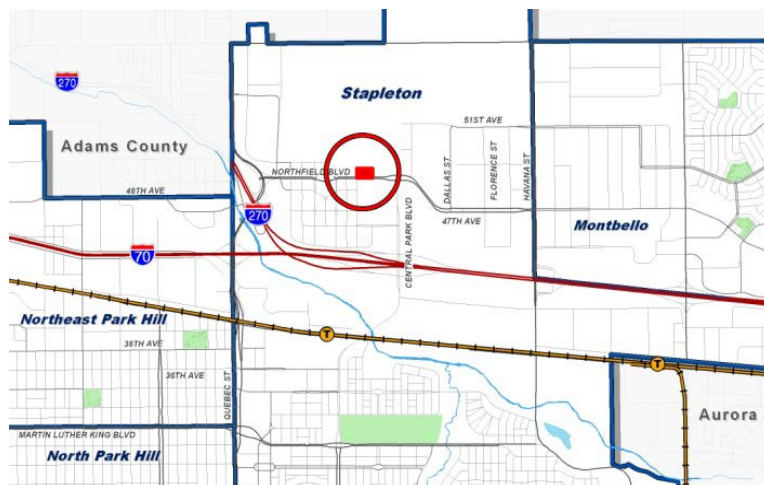 270
Stapleton
51ST AVE
Adams County
NORTHFIELD BLVD
DALLAS ST
FLORENCE ST
HAVANA ST
48TH AVE
270
47TH AVE
Montbello
CENTRAL PARK BLVD
70
Northeast Park Hill
T
38TH AVE
T
36TH AVE
QUEBEC ST
Aurora
MARTIN LUTHER KING BLVD
North Park Hill